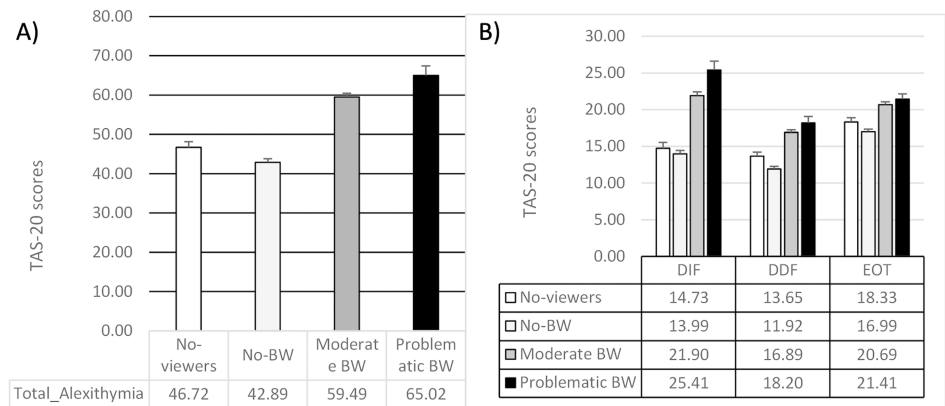 A)
TAS-20 scores
80.00
70.00
60.00
50.00
40.00
30.00
20.00
10.00
0.00
No-viewers No-BW Moderate BW Problematic BW
Total_Alexithymia 46.72 42.89 59.49 65.02
B)
TAS-20 scores
30.00
25.00
20.00
15.00
10.00
5.00
0.00
DIF DDF EOT
No-viewers 14.73 13.65 18.33
No-BW 13.99 11.92 16.99
Moderate BW 21.90 16.89 20.69
Problematic BW 25.41 18.20 21.41